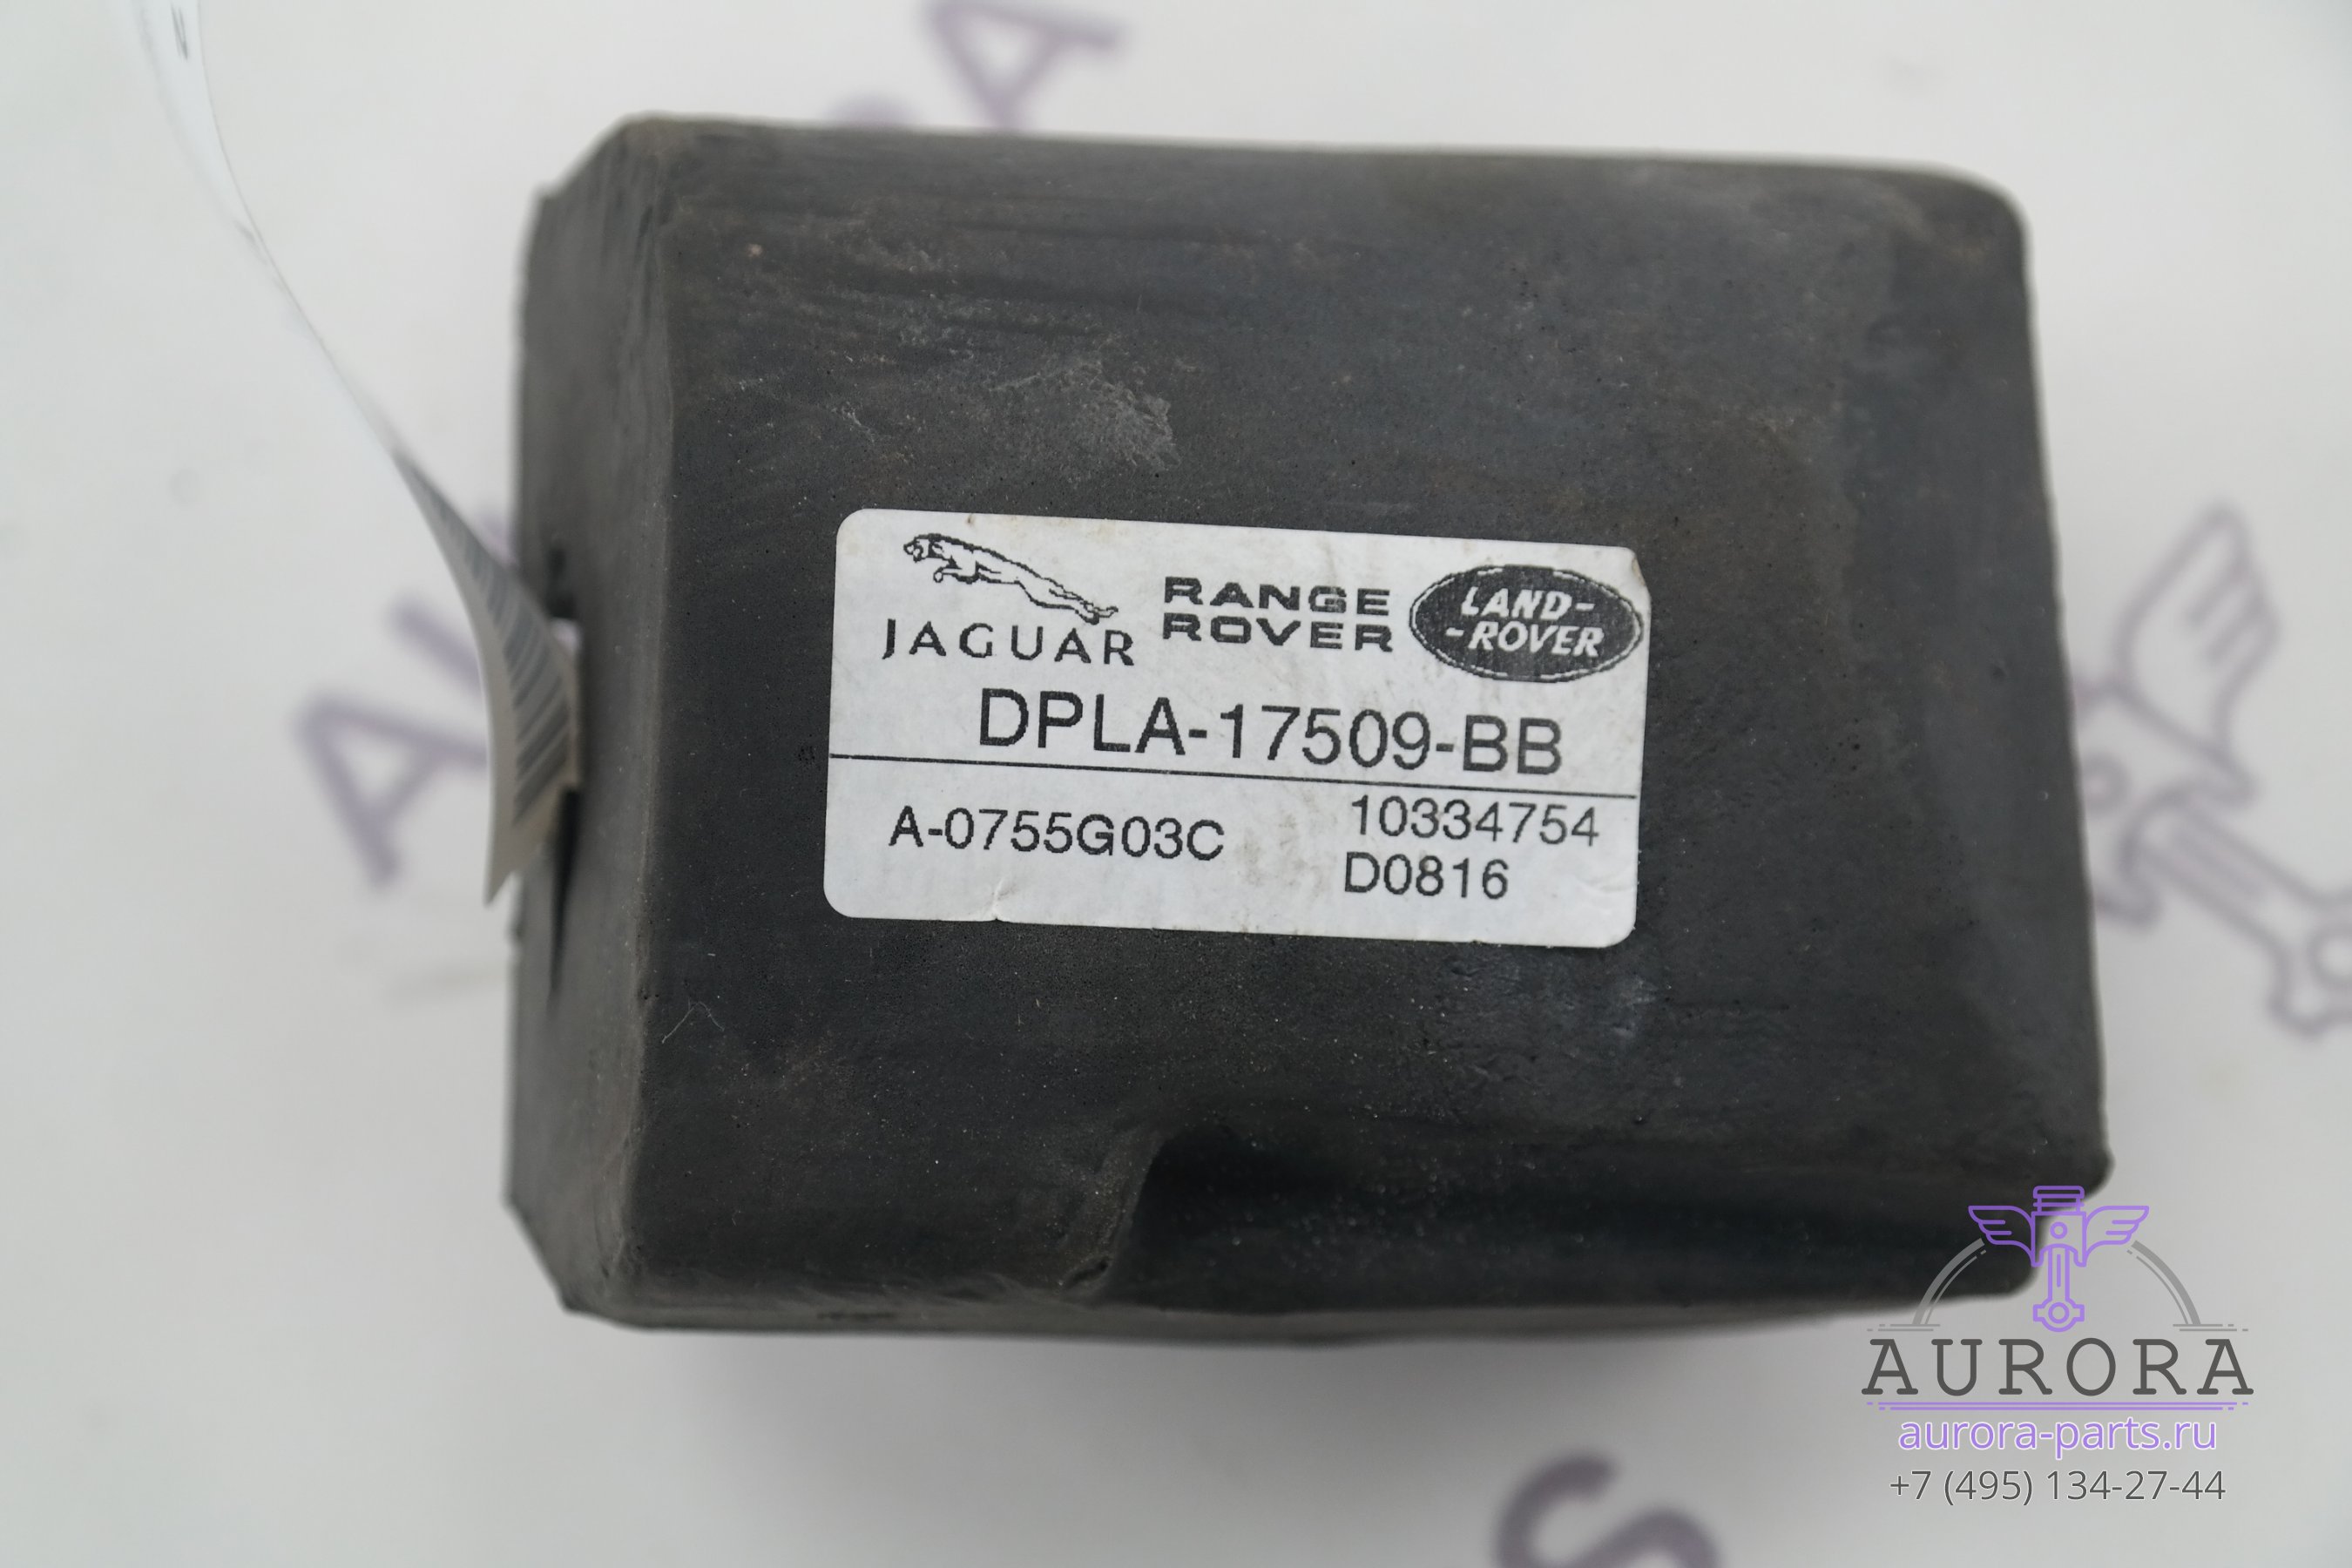 JAGUAR
RANGE
ROVER
LAND-
-ROVER
DPLA-17509-BB
A-0755G03C
10334754
D0816
AURORA
aurora-parts.ru
+7 (495) 134-27-44